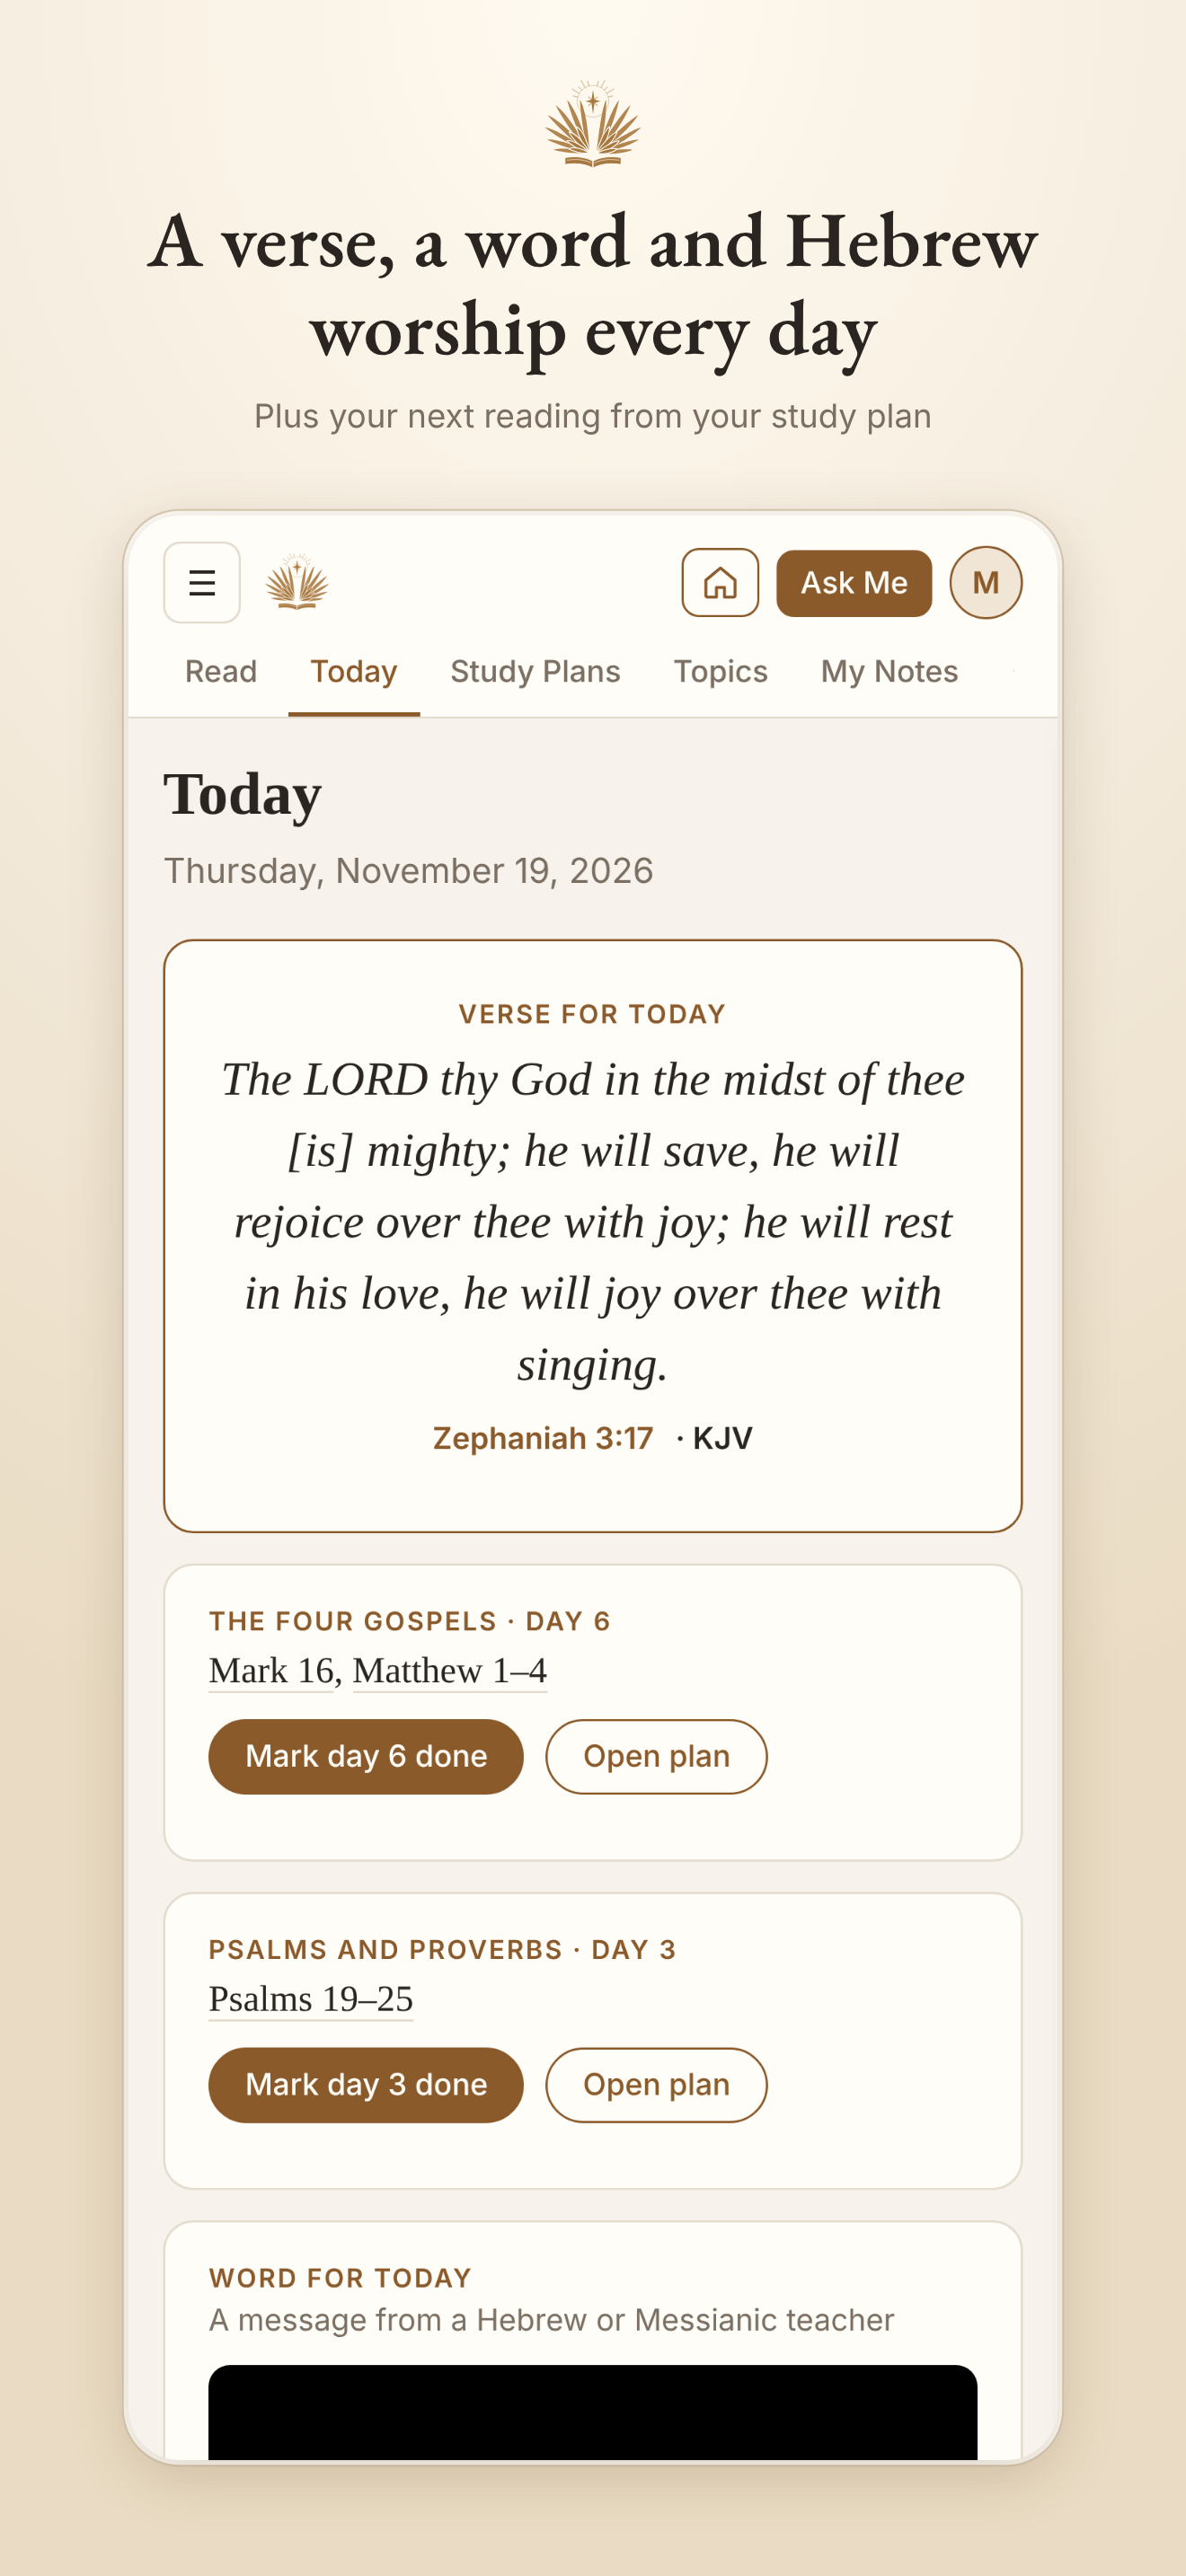 A verse, a word and Hebrew
worship every day
Plus your next reading from your study plan
Ask Me
M
Read Today Study Plans Topics My Notes
Today
Thursday, November 19, 2026
VERSE FOR TODAY
The LORD thy God in the midst of thee
[is] mighty; he will save, he will
rejoice over thee with joy; he will rest
in his love, he will joy over thee with
singing.
Zephaniah 3:17 · KJV
THE FOUR GOSPELS · DAY 6
Mark 16, Matthew 1–4
Mark day 6 done Open plan
PSALMS AND PROVERBS · DAY 3
Psalms 19–25
Mark day 3 done Open plan
WORD FOR TODAY
A message from a Hebrew or Messianic teacher